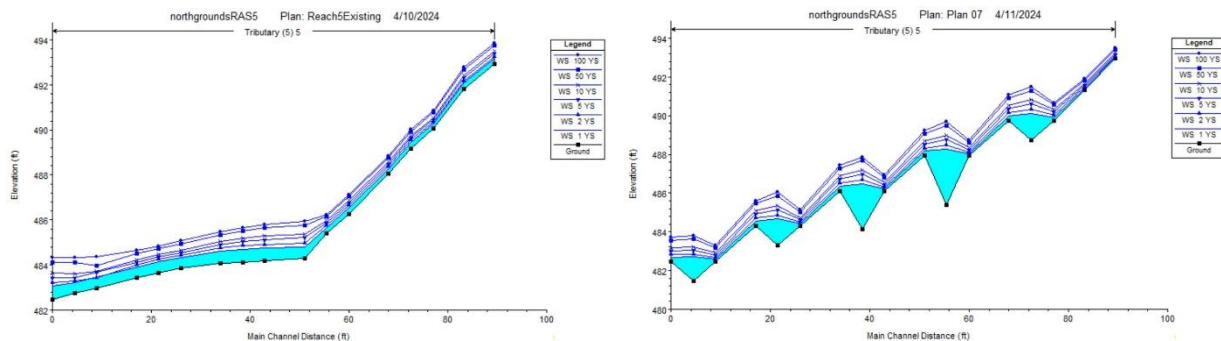 northgroundsRAS5 Plan: Reach5Existing 4/10/2024
Tributary (5) 5
494
492
490
488
486
484
482
0
20
40
60
80
100
Elevation (ft)
Main Channel Distance (ft)
Legend
WS 100 YS
WS 50 YS
WS 10 YS
WS 5 YS
WS 2 YS
WS 1 YS
Ground
northgroundsRAS5 Plan: Plan 07 4/11/2024
Tributary (5) 5
494
492
490
488
486
484
482
480
0
20
40
60
80
100
Elevation (ft)
Main Channel Distance (ft)
Legend
WS 100 YS
WS 50 YS
WS 10 YS
WS 5 YS
WS 2 YS
WS 1 YS
Ground